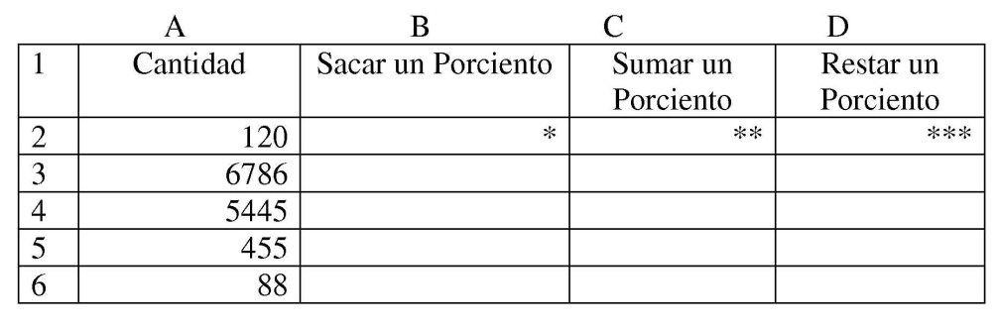 A B C D
1 Cantidad Sacar un Porciento Sumar un Porciento Restar un Porciento
2 120 * ** ***
3 6786
4 5445
5 455
6 88